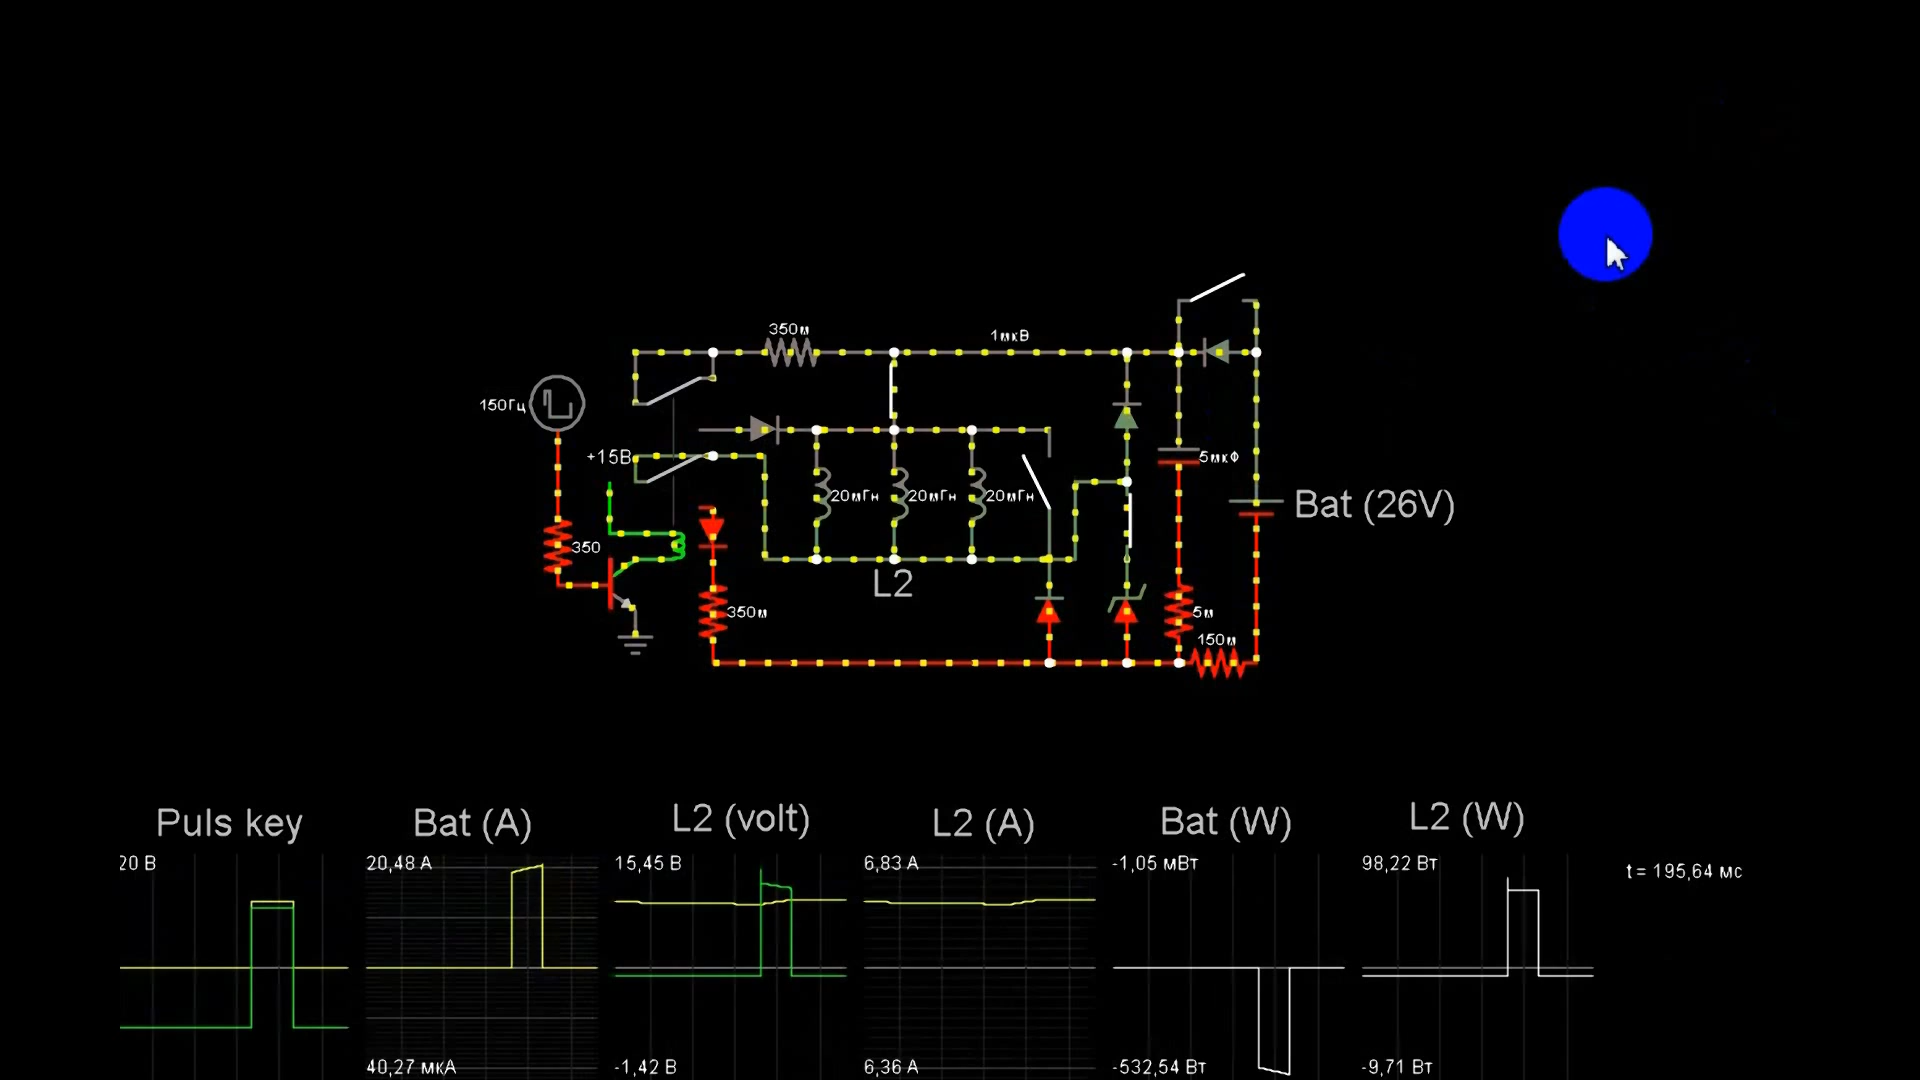 350м
1мкВ
150Гц
+15В
5мкФ
20мГн
20мГн
20мГн
Bat (26V)
350
L2
350м
5м
150м
Puls key
Bat (A)
L2 (volt)
L2 (A)
Bat (W)
L2 (W)
20 В
20,48 А
15,45 В
6,83 А
-1,05 мВт
98,22 Вт
t = 195,64 мс
40,27 мкА
-1,42 В
6,36 А
-532,54 Вт
-9,71 Вт